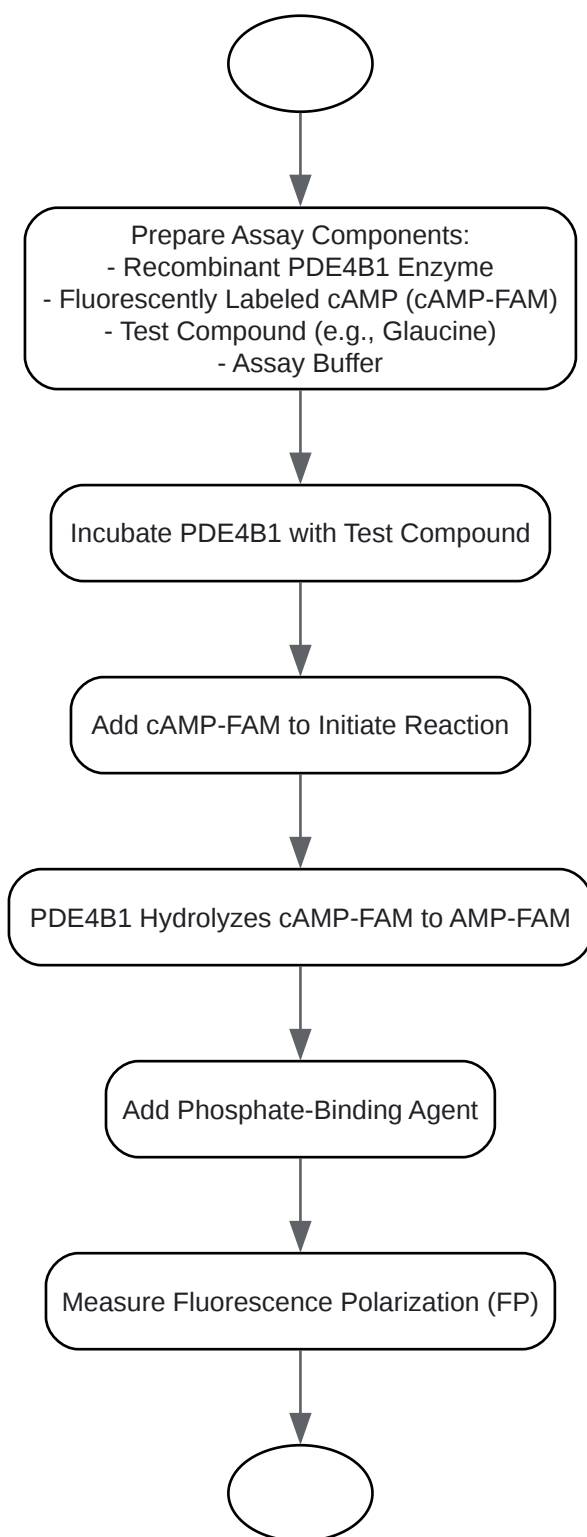 Prepare Assay Components:
- Recombinant PDE4B1 Enzyme
- Fluorescently Labeled cAMP (cAMP-FAM)
- Test Compound (e.g., Glaucine)
- Assay Buffer
Incubate PDE4B1 with Test Compound
Add cAMP-FAM to Initiate Reaction
PDE4B1 Hydrolyzes cAMP-FAM to AMP-FAM
Add Phosphate-Binding Agent
Measure Fluorescence Polarization (FP)